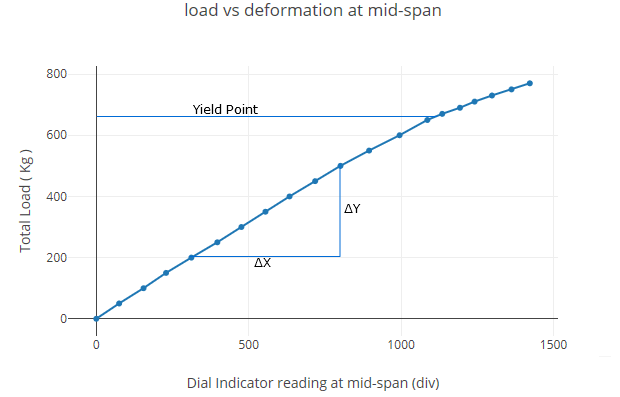 load vs deformation at mid-span
800
Yield Point
600
400
ΔY
200
ΔX
0
0
500
1000
1500
Total Load ( Kg )
Dial Indicator reading at mid-span (div)